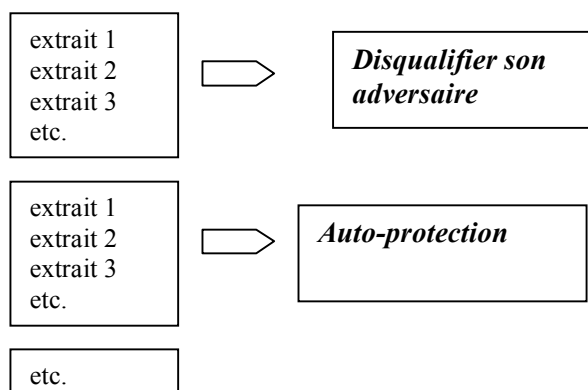 extrait 1
extrait 2
extrait 3
etc.
Disqualifier son
adversaire
extrait 1
extrait 2
extrait 3
etc.
Auto-protection
etc.